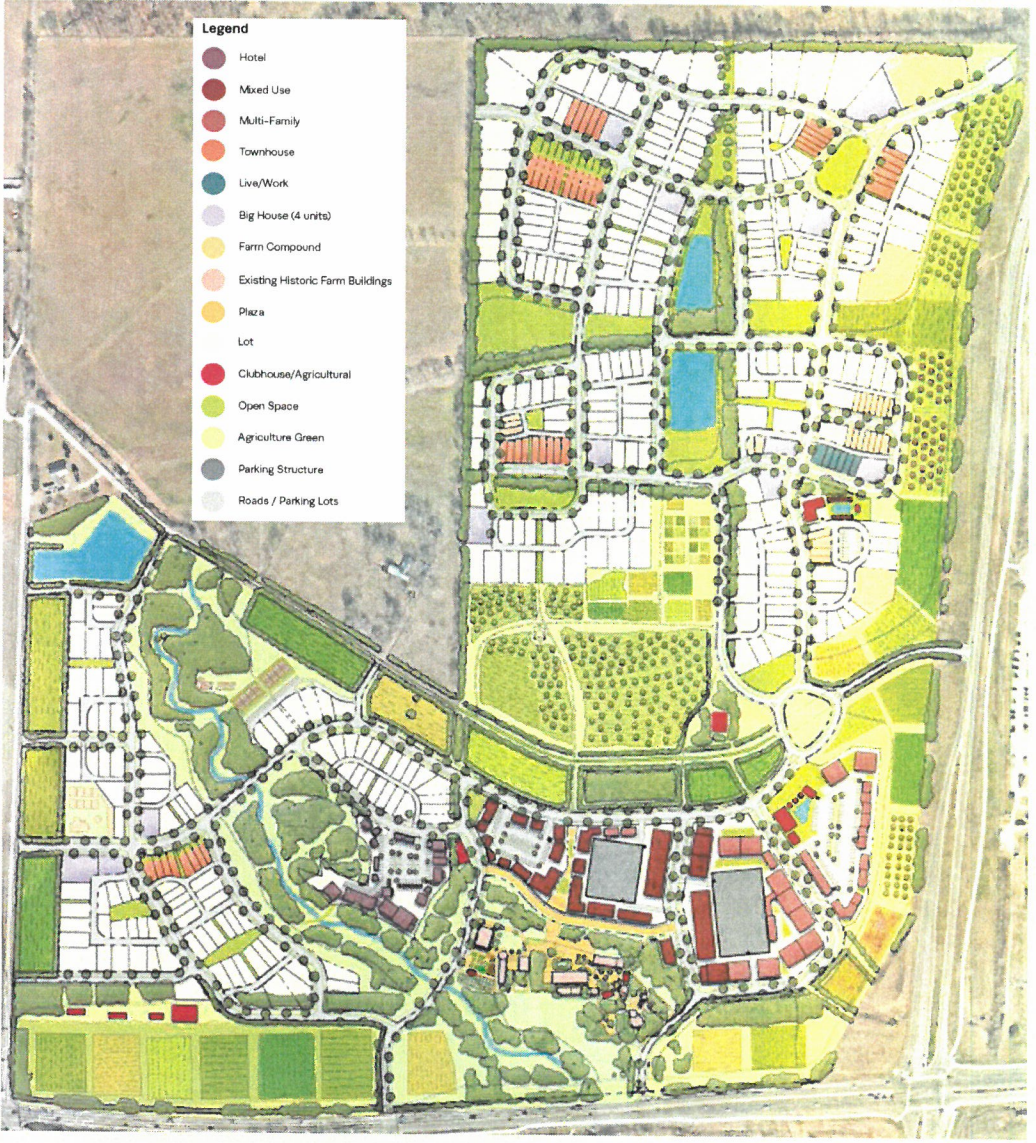 Legend
Hotel
Mixed Use
Multi-Family
Townhouse
Live/Work
Big House (4 units)
Farm Compound
Existing Historic Farm Buildings
Plaza
Lot
Clubhouse/Agricultural
Open Space
Agriculture Green
Parking Structure
Roads / Parking Lots